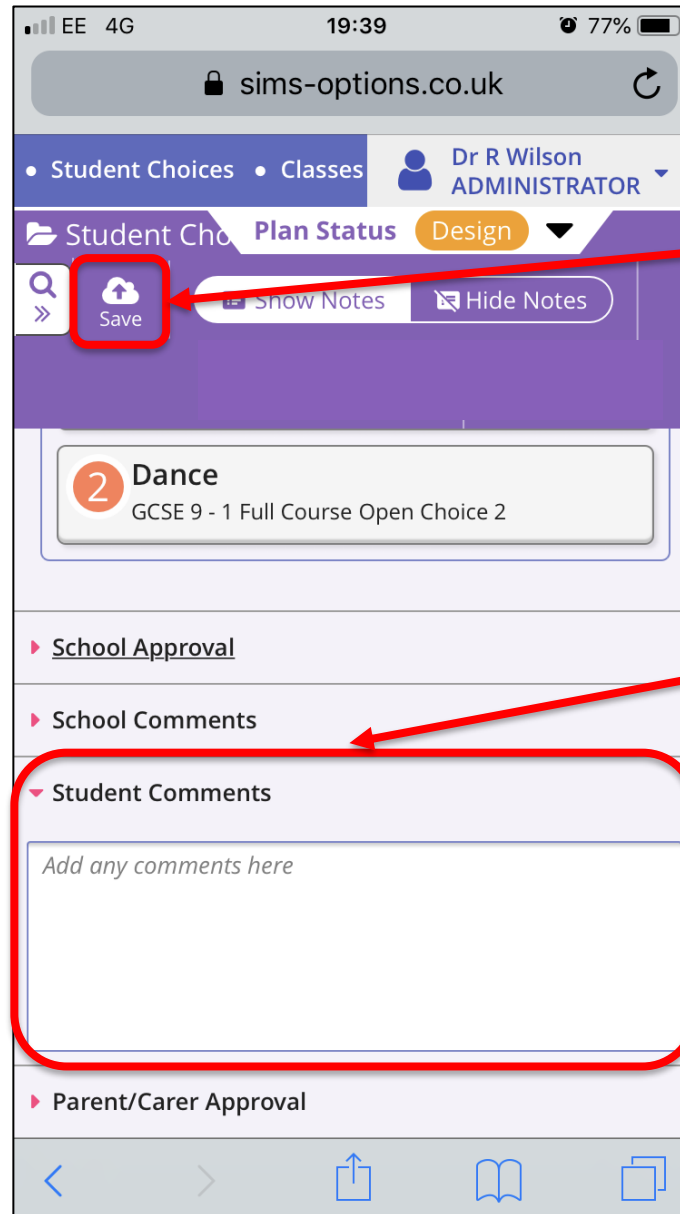 EE 4G 19:39 77%
sims-options.co.uk
• Student Choices • Classes Dr R Wilson
ADMINISTRATOR
Student Cho Plan Status Design
Save Show Notes Hide Notes
2 Dance
GCSE 9 - 1 Full Course Open Choice 2
School Approval
School Comments
Student Comments
Add any comments here
Parent/Carer Approval